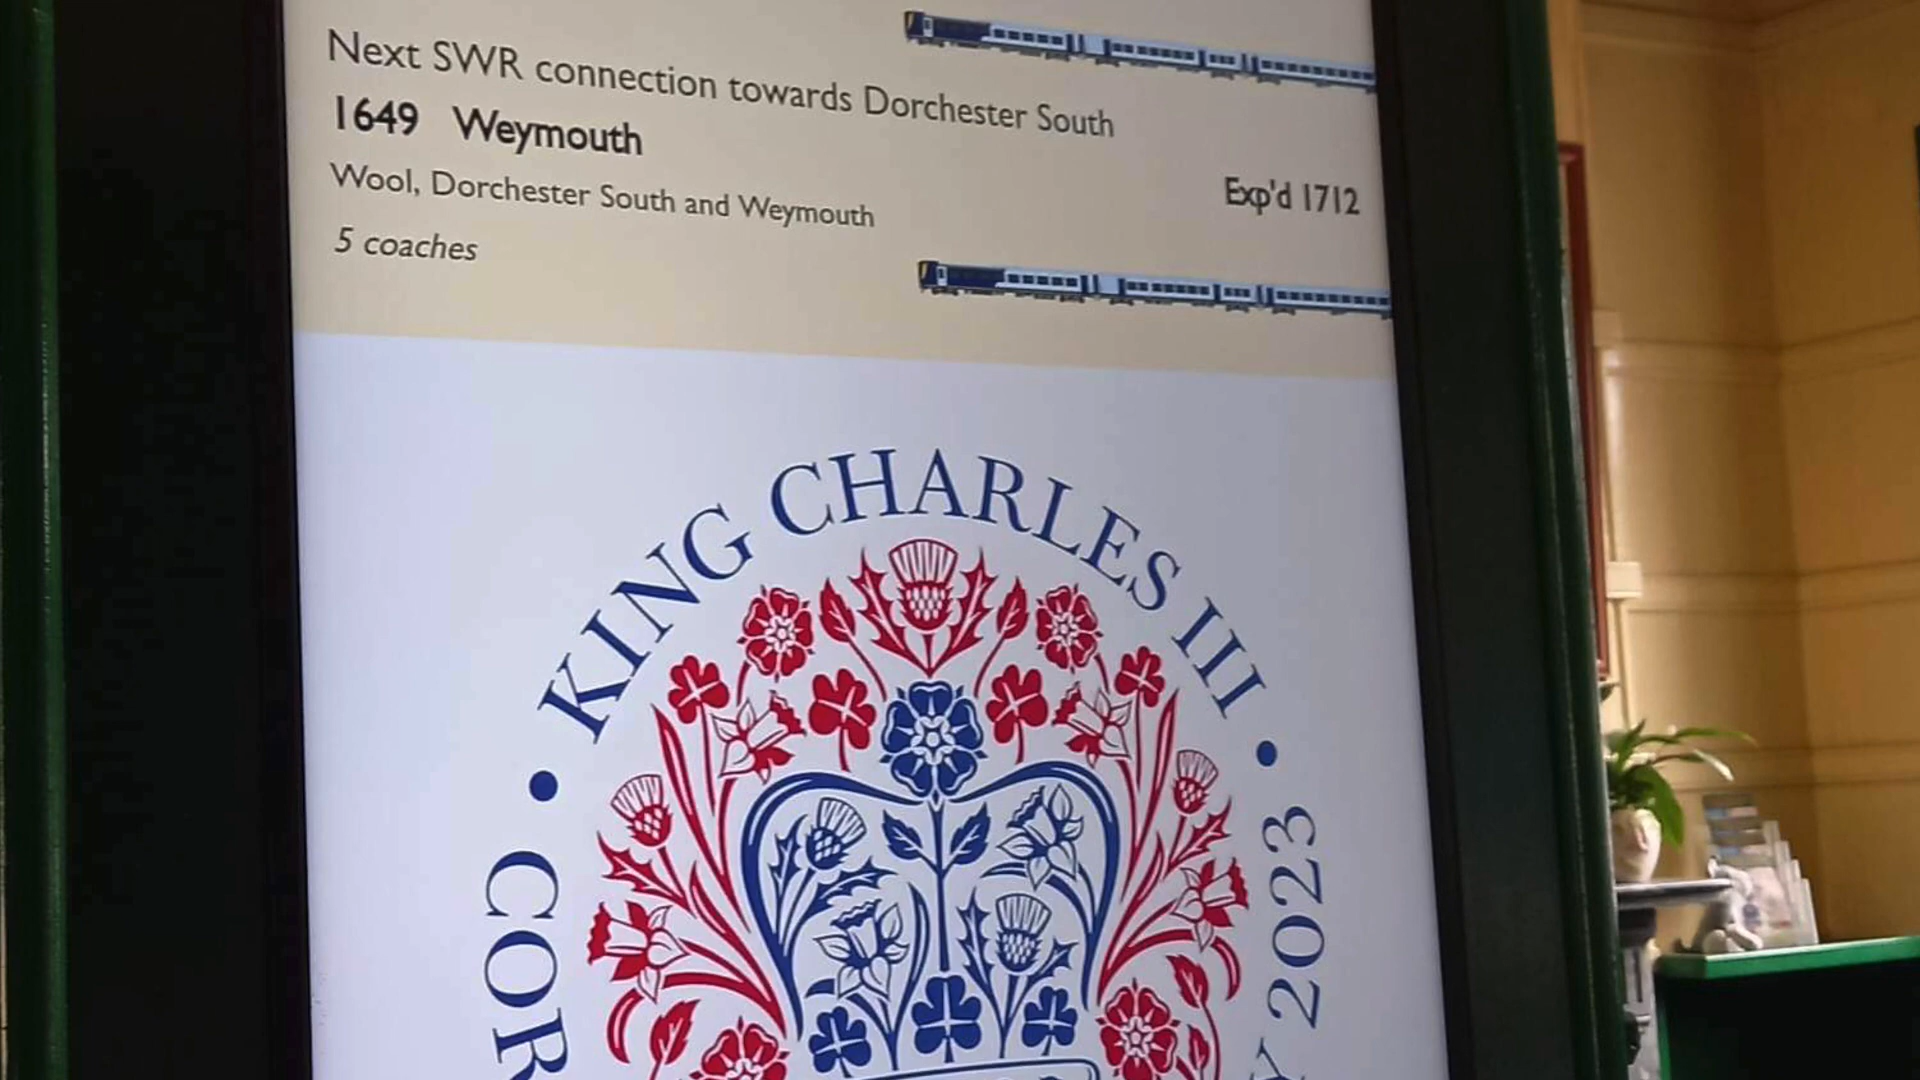 Next SWR connection towards Dorchester South
1649 Weymouth
Exp'd 1712
Wool, Dorchester South and Weymouth
5 coaches
KING CHARLES III
2023